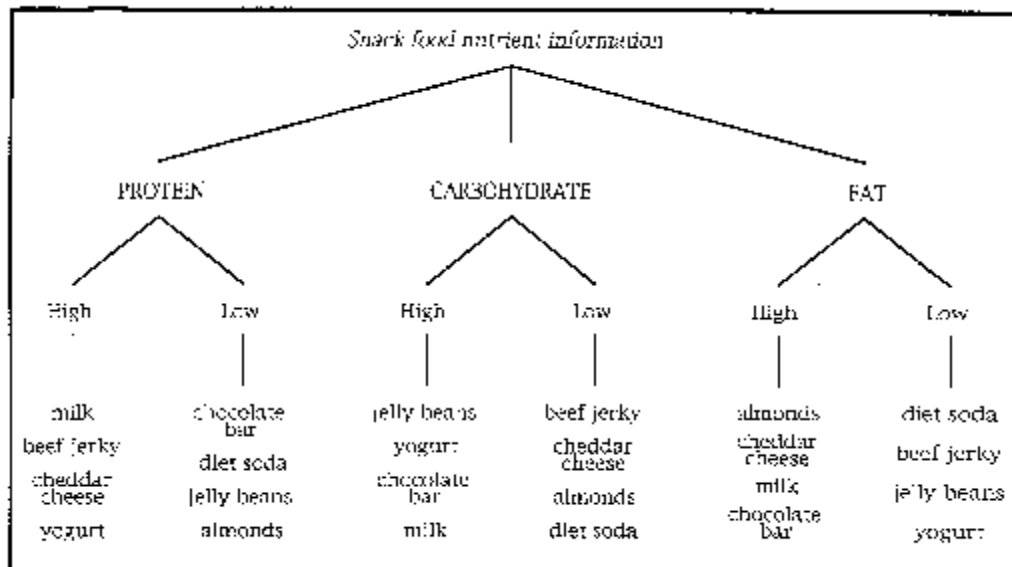 Snack food nutrient information
PROTEIN
CARBOHYDRATE
FAT
High
Low
High
Low
High
Low
milk
beef jerky
cheddar
cheese
yogurt
chocolate
bar
diet soda
jelly beans
almonds
jelly beans
yogurt
chocolate
bar
milk
beef jerky
cheddar
cheese
almonds
diet soda
almonds
cheddar
cheese
milk
chocolate
bar
diet soda
beef jerky
jelly beans
yogurt